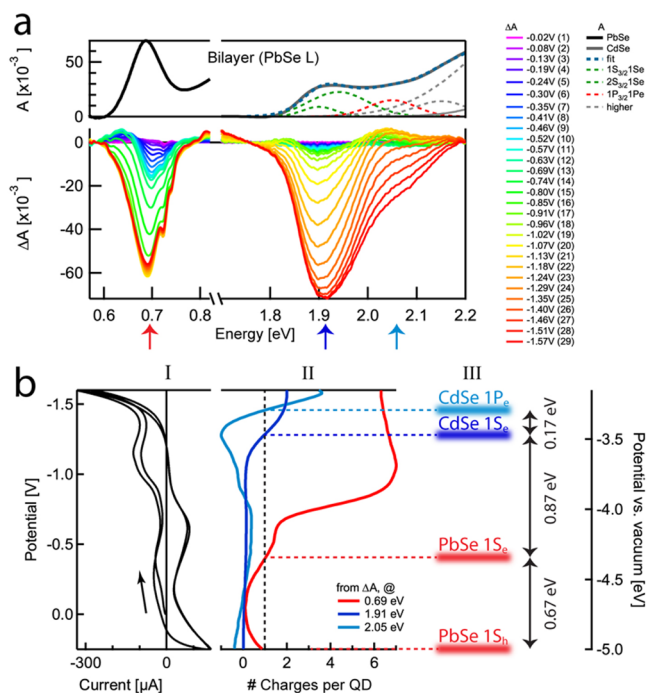 a
Bilayer (PbSe L)
A [x10⁻³]
50
0
ΔA [x10⁻³]
0
-20
-40
-60
0.6
0.7
0.8
1.8
1.9
2.0
2.1
2.2
Energy [eV]
ΔA
-0.02V (1)
-0.08V (2)
-0.13V (3)
-0.19V (4)
-0.24V (5)
-0.30V (6)
-0.35V (7)
-0.41V (8)
-0.46V (9)
-0.52V (10)
-0.57V (11)
-0.63V (12)
-0.69V (13)
-0.74V (14)
-0.80V (15)
-0.85V (16)
-0.91V (17)
-0.96V (18)
-1.02V (19)
-1.07V (20)
-1.13V (21)
-1.18V (22)
-1.24V (23)
-1.29V (24)
-1.35V (25)
-1.40V (26)
-1.46V (27)
-1.51V (28)
-1.57V (29)
A
PbSe
CdSe
fit
1S3/21Se
2S3/21Se
1P3/21Pe
higher
b
I
II
III
Potential [V]
-1.5
-1.0
-0.5
0.0
-300
0
Current [µA]
from ΔA, @
0.69 eV
1.91 eV
2.05 eV
0
2
4
6
# Charges per QD
CdSe 1Pe
CdSe 1Se
PbSe 1Se
PbSe 1Sh
0.17 eV
0.87 eV
0.67 eV
-3.5
-4.0
-4.5
-5.0
Potential vs. vacuum
[eV]